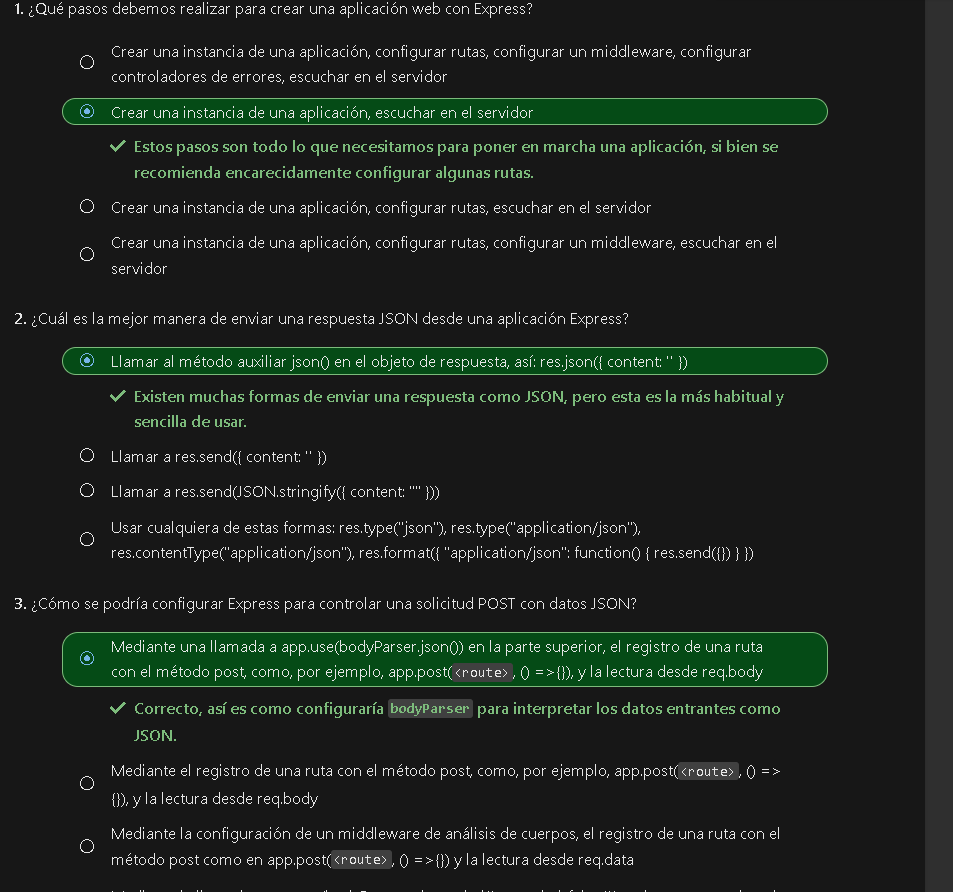 1. ¿Qué pasos debemos realizar para crear una aplicación web con Express?
Crear una instancia de una aplicación, configurar rutas, configurar un middleware, configurar
controladores de errores, escuchar en el servidor
Crear una instancia de una aplicación, escuchar en el servidor
Estos pasos son todo lo que necesitamos para poner en marcha una aplicación, si bien se
recomienda encarecidamente configurar algunas rutas.
Crear una instancia de una aplicación, configurar rutas, escuchar en el servidor
Crear una instancia de una aplicación, configurar rutas, configurar un middleware, escuchar en el
servidor
2. ¿Cuál es la mejor manera de enviar una respuesta JSON desde una aplicación Express?
Llamar al método auxiliar json() en el objeto de respuesta, así: res.json({ content: '' })
Existen muchas formas de enviar una respuesta como JSON, pero esta es la más habitual y
sencilla de usar.
Llamar a res.send({ content: '' })
Llamar a res.send(JSON.stringify({ content: "" }))
Usar cualquiera de estas formas: res.type("json"), res.type("application/json"),
res.contentType("application/json"), res.format({ "application/json": function() { res.send({}) } })
3. ¿Cómo se podría configurar Express para controlar una solicitud POST con datos JSON?
Mediante una llamada a app.use(bodyParser.json()) en la parte superior, el registro de una ruta
con el método post, como, por ejemplo, app.post(<route>, () =>{}), y la lectura desde req.body
Correcto, así es como configuraría bodyParser para interpretar los datos entrantes como
JSON.
Mediante el registro de una ruta con el método post, como, por ejemplo, app.post(<route>, () =>
{}), y la lectura desde req.body
Mediante la configuración de un middleware de análisis de cuerpos, el registro de una ruta con el
método post como en app.post(<route>, () =>{}) y la lectura desde req.data